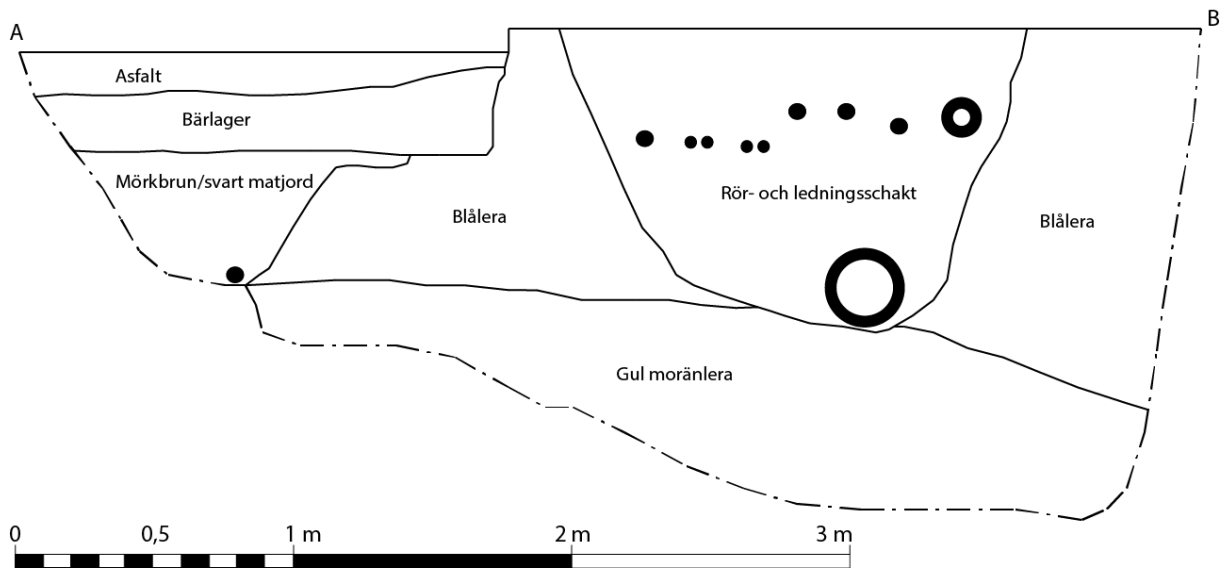 A
B
Asfalt
Bärlager
Mörkbrun/svart matjord
Rör- och ledningsschakt
Blålera
Blålera
Gul moränlera
0 0,5 1 m 2 m 3 m